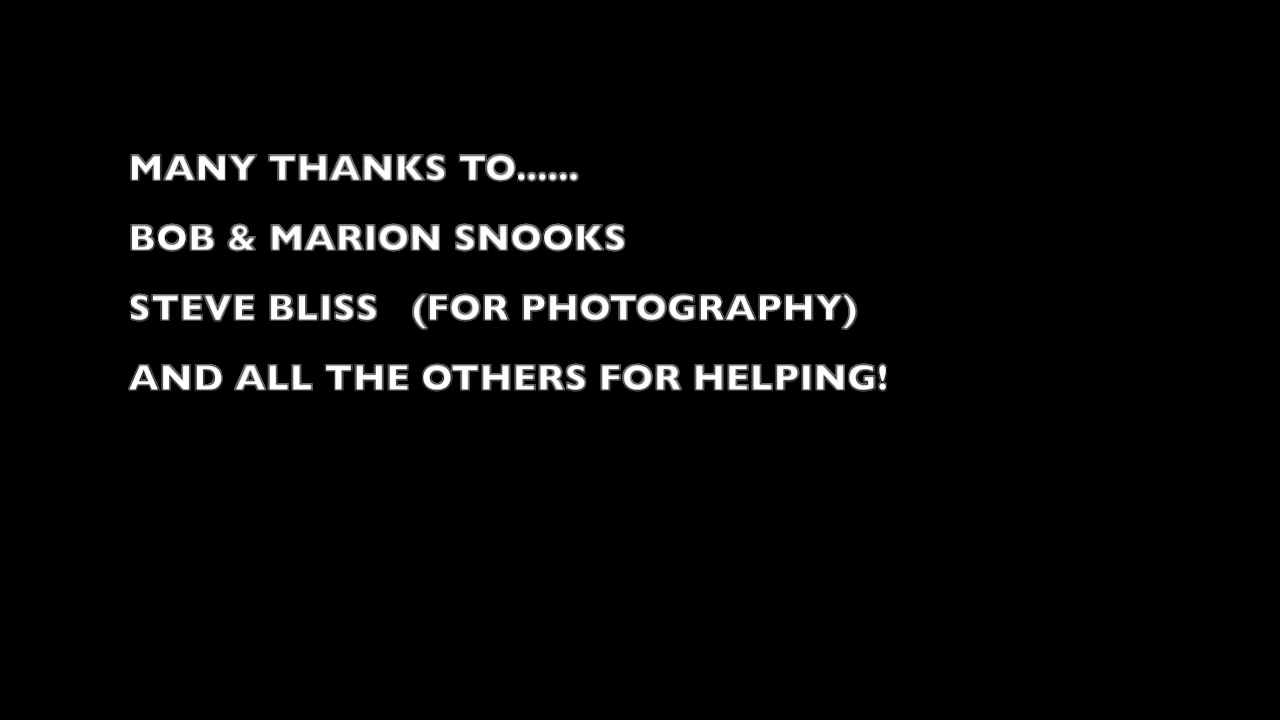 MANY THANKS TO......
BOB & MARION SNOOKS
STEVE BLISS   (FOR PHOTOGRAPHY)
AND ALL THE OTHERS FOR HELPING!